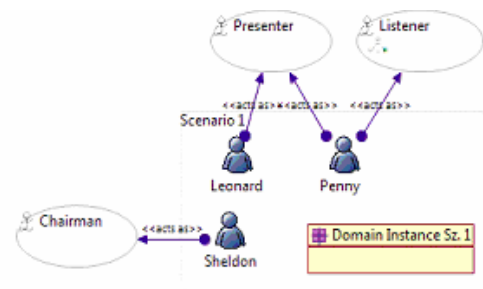 Presenter
Listener
<<acts as>> <<acts as>> <<acts as>>
Scenario 1
Leonard
Penny
Chairman
<<acts as>>
Domain Instance Sz. 1
Sheldon